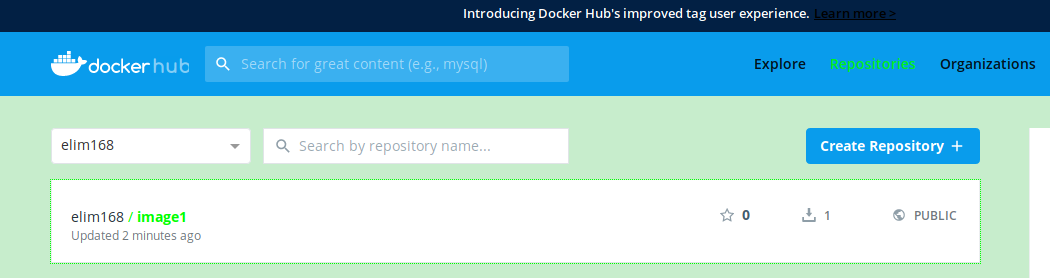 Introducing Docker Hub's improved tag user experience. Learn more >
docker hub Search for great content (e.g., mysql) Explore Repositories Organizations
elim168 Search by repository name... Create Repository +
elim168 / image1 0 1 PUBLIC
Updated 2 minutes ago